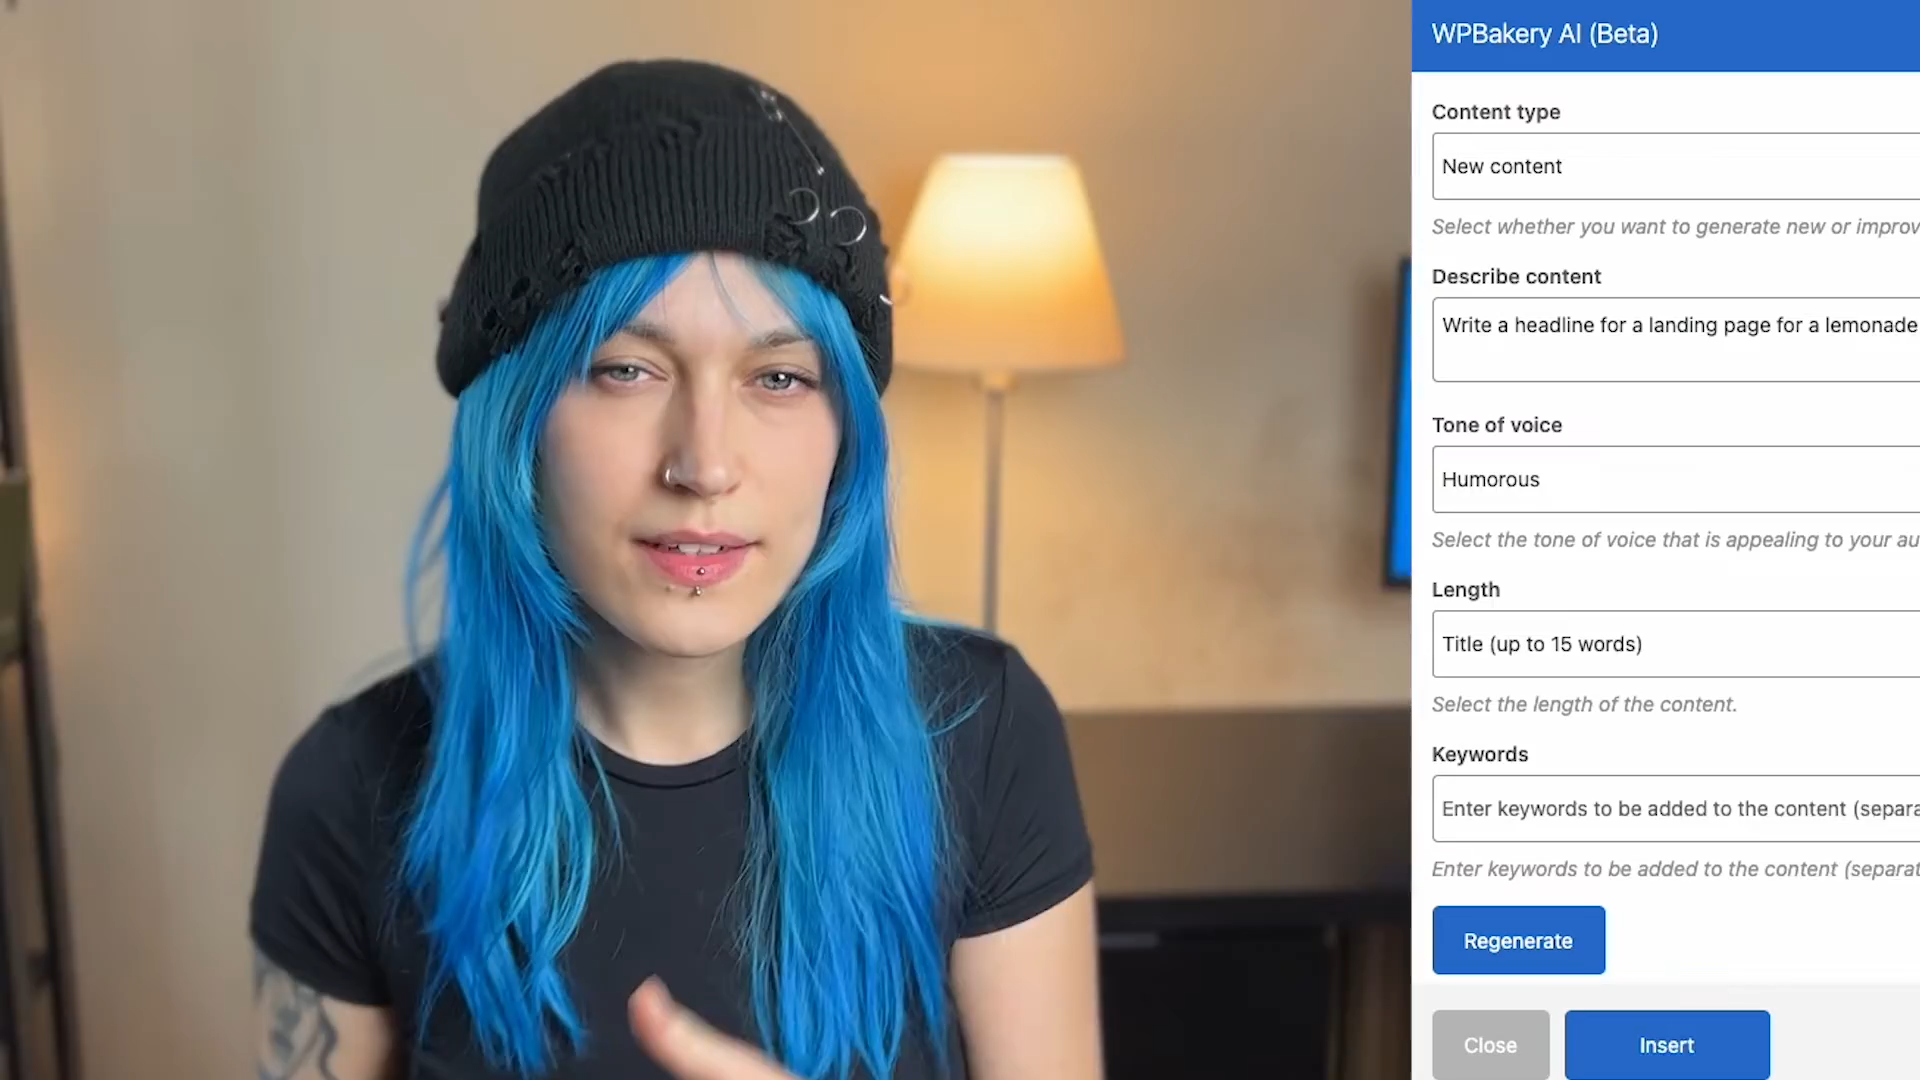 WPBakery AI (Beta)
Content type
New content
Select whether you want to generate new or improv
Describe content
Write a headline for a landing page for a lemonade
Tone of voice
Humorous
Select the tone of voice that is appealing to your au
Length
Title (up to 15 words)
Select the length of the content.
Keywords
Enter keywords to be added to the content (separa
Enter keywords to be added to the content (separat
Regenerate
Close
Insert